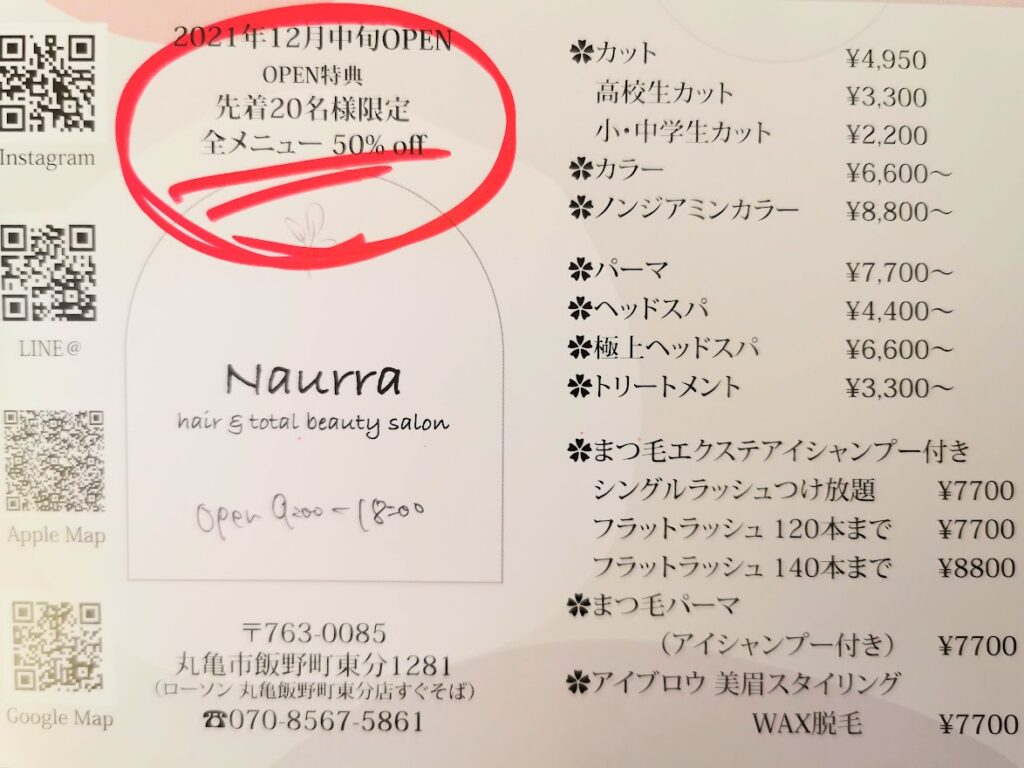 2021年12月中旬OPEN
OPEN特典
先着20名様限定
全メニュー 50% off
Instagram
LINE@
Apple Map
Google Map
Naurra
hair & total beauty salon
open 9:00-18:00
〒763-0085
丸亀市飯野町東分1281
(ローソン 丸亀飯野町東分店すぐそば)
☎070-8567-5861
✽カット ¥4,950
高校生カット ¥3,300
小・中学生カット ¥2,200
✽カラー ¥6,600〜
✽ノンジアミンカラー ¥8,800〜
✽パーマ ¥7,700〜
✽ヘッドスパ ¥4,400〜
✽極上ヘッドスパ ¥6,600〜
✽トリートメント ¥3,300〜
✽まつ毛エクステアイシャンプー付き
シングルラッシュつけ放題 ¥7700
フラットラッシュ 120本まで ¥7700
フラットラッシュ 140本まで ¥8800
✽まつ毛パーマ
(アイシャンプー付き) ¥7700
✽アイブロウ 美眉スタイリング
WAX脱毛 ¥7700